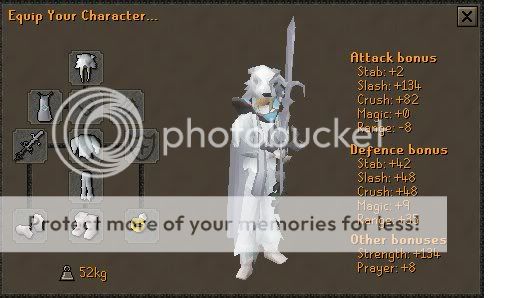 Equip Your Character...
Attack bonus
Stab: +2
Slash: +134
Crush: +82
Magic: +0
Range: -8
photobucket
Defence bonus
Stab: +42
Slash: +48
Crush: +48
Magic: +9
Range: +35
Protect more of your memories for less!
Other bonuses
Strength: +134
Prayer: +8
52kg